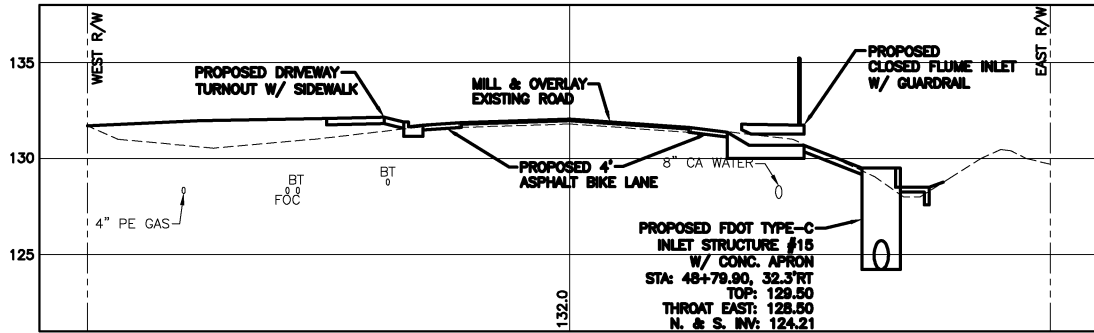 135
130
125
WEST R/W
EAST R/W
PROPOSED DRIVEWAY
TURNOUT W/ SIDEWALK
MILL & OVERLAY
EXISTING ROAD
PROPOSED
CLOSED FLUME INLET
W/ GUARDRAIL
PROPOSED 4'
ASPHALT BIKE LANE
8" CA WATER
BT
BT
FOC
4" PE GAS
PROPOSED FDOT TYPE-C
INLET STRUCTURE #15
W/ CONC. APRON
STA: 48+79.90, 32.3'RT
TOP: 129.50
THROAT EAST: 128.50
N. & S. INV: 124.21
132.0